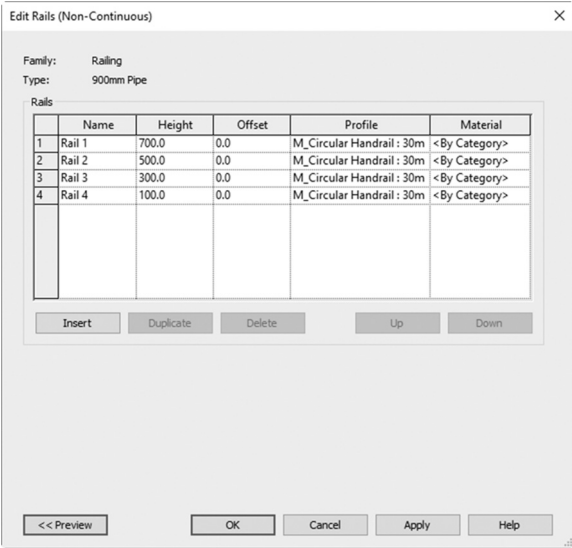 Edit Rails (Non-Continuous)
Family: Railing
Type: 900mm Pipe
Rails
Name Height Offset Profile Material
1 Rail 1 700.0 0.0 M_Circular Handrail : 30m <By Category>
2 Rail 2 500.0 0.0 M_Circular Handrail : 30m <By Category>
3 Rail 3 300.0 0.0 M_Circular Handrail : 30m <By Category>
4 Rail 4 100.0 0.0 M_Circular Handrail : 30m <By Category>
Insert Duplicate Delete Up Down
<< Preview OK Cancel Apply Help